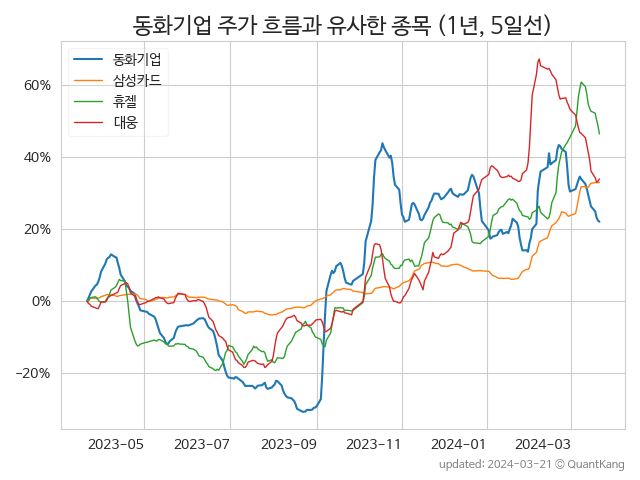 동화기업 주가 흐름과 유사한 종목 (1년, 5일선)
동화기업
삼성카드
휴젤
대웅
60%
40%
20%
0%
−20%
2023-05
2023-07
2023-09
2023-11
2024-01
2024-03
updated: 2024-03-21 © QuantKang